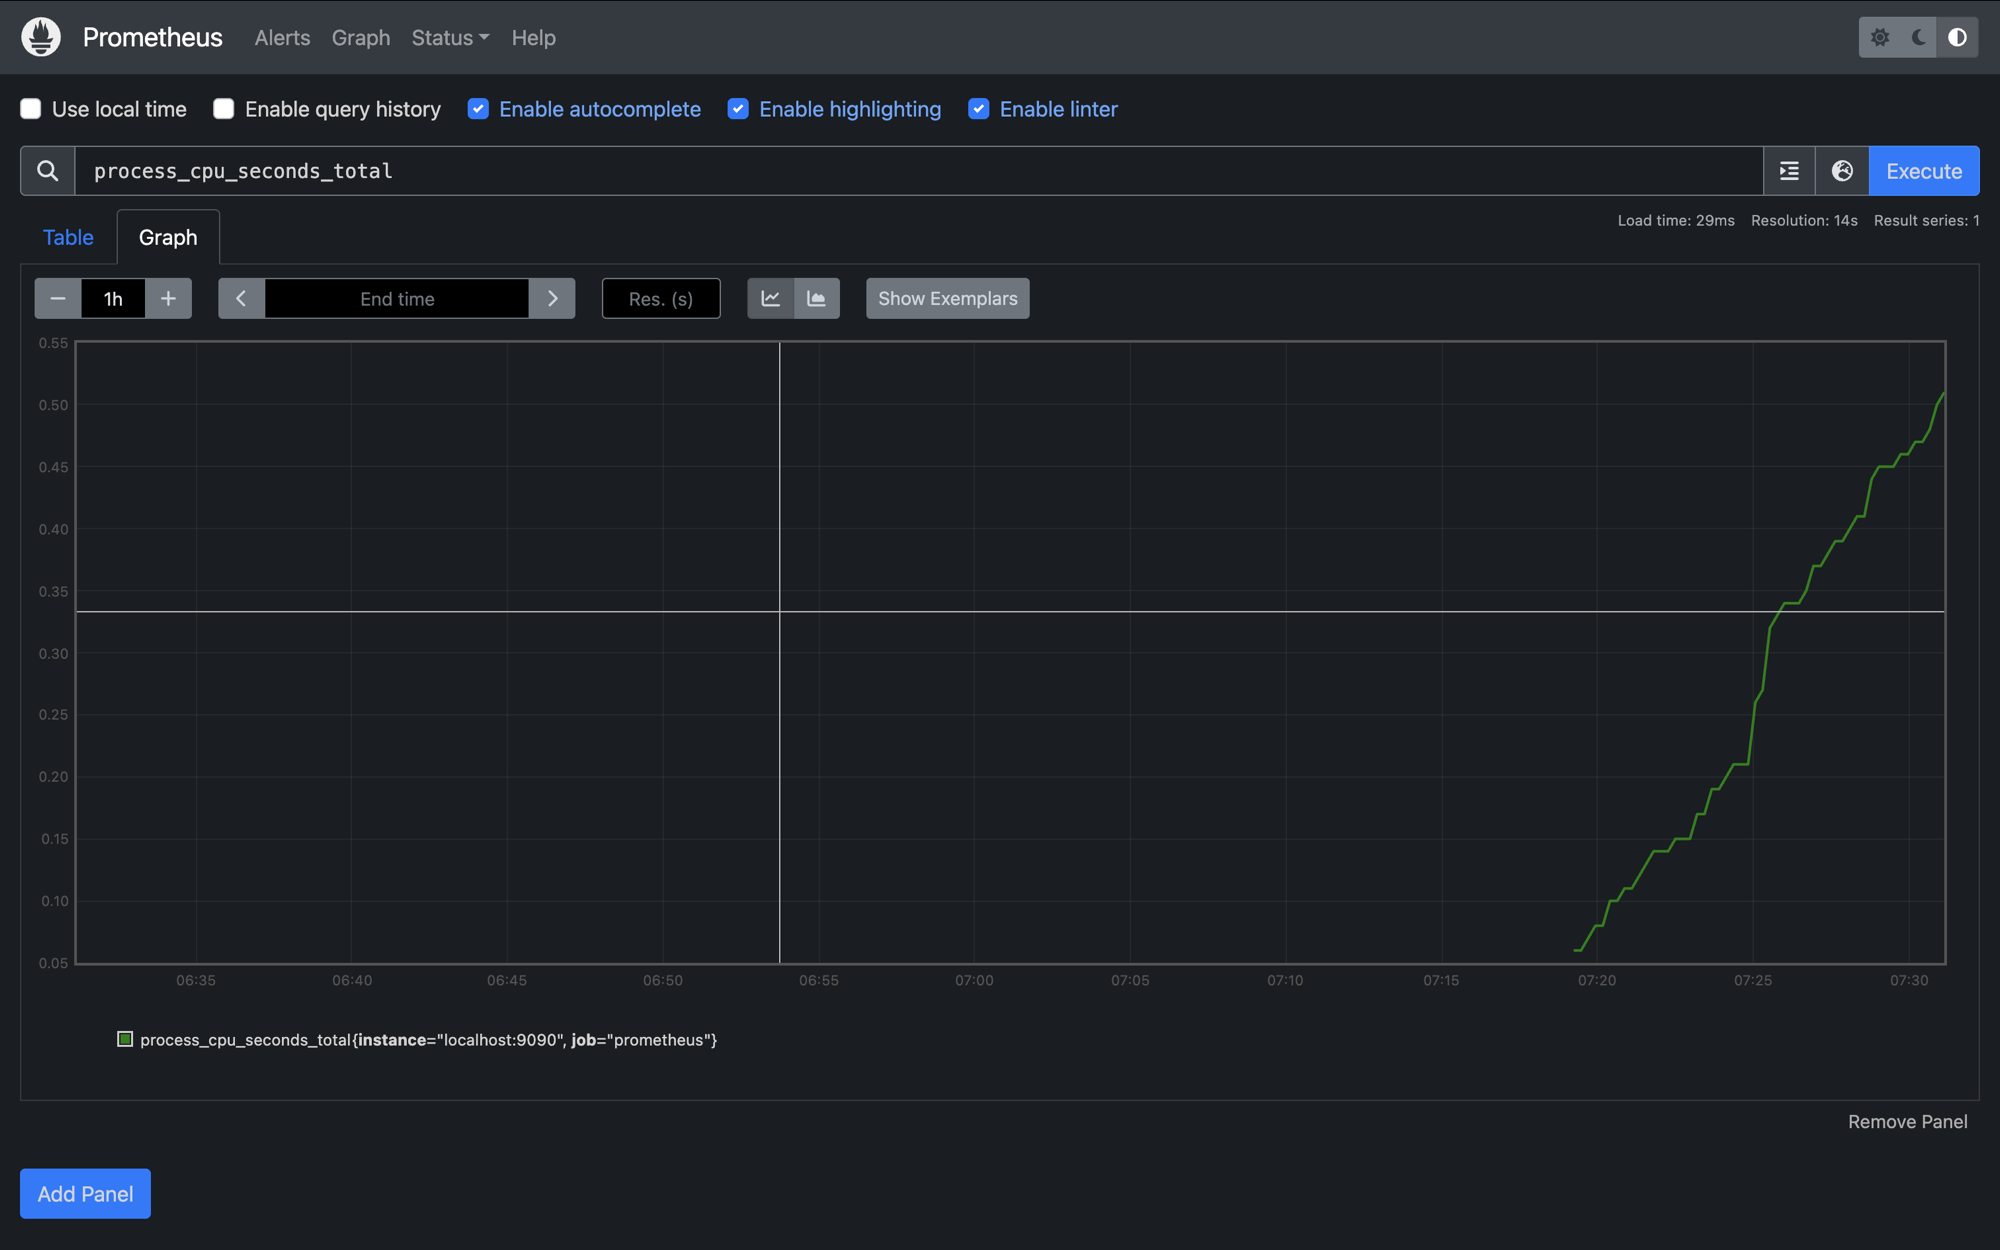 Prometheus Alerts Graph Status Help
Use local time Enable query history Enable autocomplete Enable highlighting Enable linter
process_cpu_seconds_total Execute
Table Graph Load time: 29ms Resolution: 14s Result series: 1
1h End time Res. (s) Show Exemplars
0.55
0.50
0.45
0.40
0.35
0.30
0.25
0.20
0.15
0.10
0.05
06:35 06:40 06:45 06:50 06:55 07:00 07:05 07:10 07:15 07:20 07:25 07:30
process_cpu_seconds_total{instance="localhost:9090", job="prometheus"}
Remove Panel
Add Panel